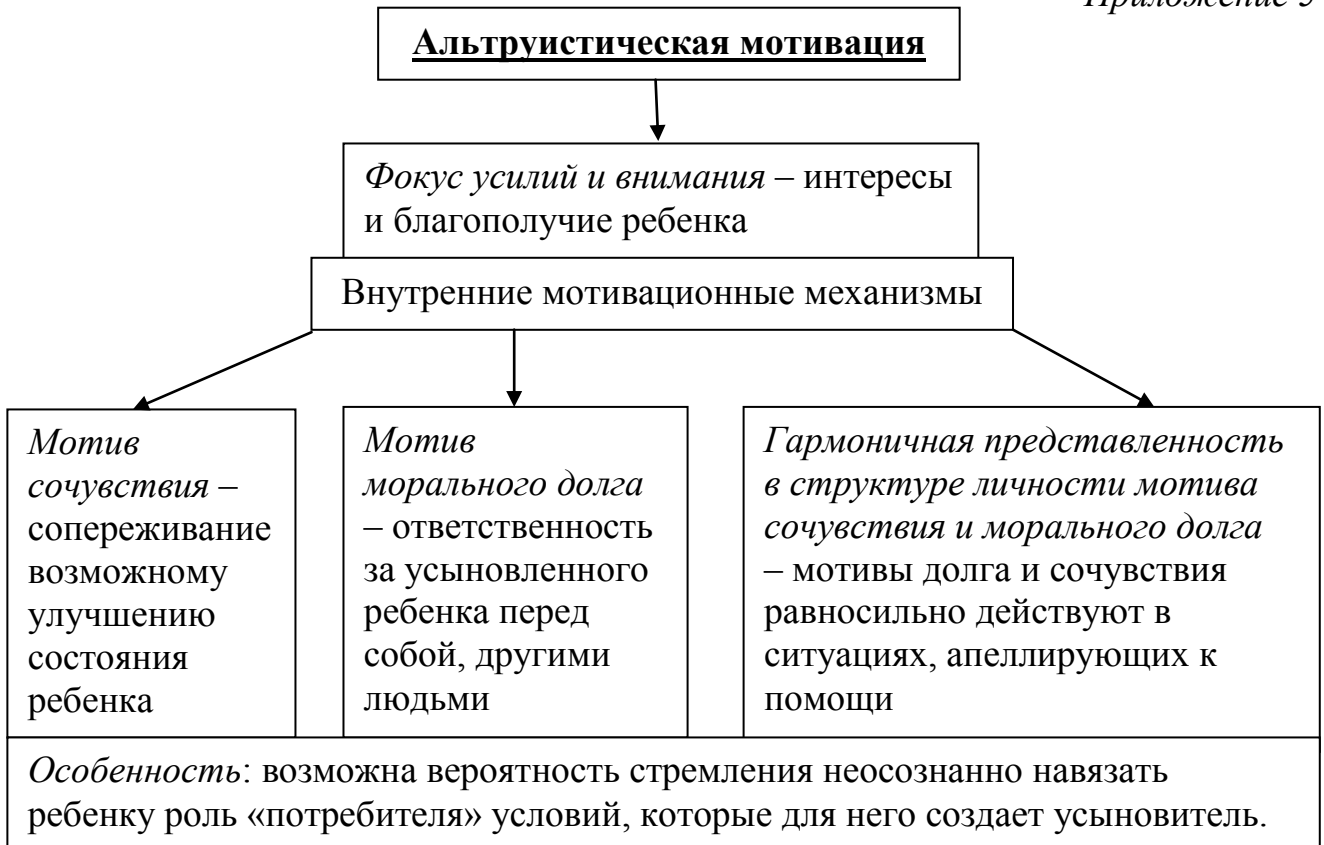 Приложение
Альтруистическая мотивация
Фокус усилий и внимания – интересы
и благополучие ребенка
Внутренние мотивационные механизмы
Мотив
сочувствия –
сопереживание
возможному
улучшению
состояния
ребенка
Мотив
морального долга
– ответственность
за усыновленного
ребенка перед
собой, другими
людьми
Гармоничная представленность
в структуре личности мотива
сочувствия и морального долга
– мотивы долга и сочувствия
равносильно действуют в
ситуациях, апеллирующих к
помощи
Особенность: возможна вероятность стремления неосознанно навязать
ребенку роль «потребителя» условий, которые для него создает усыновитель.